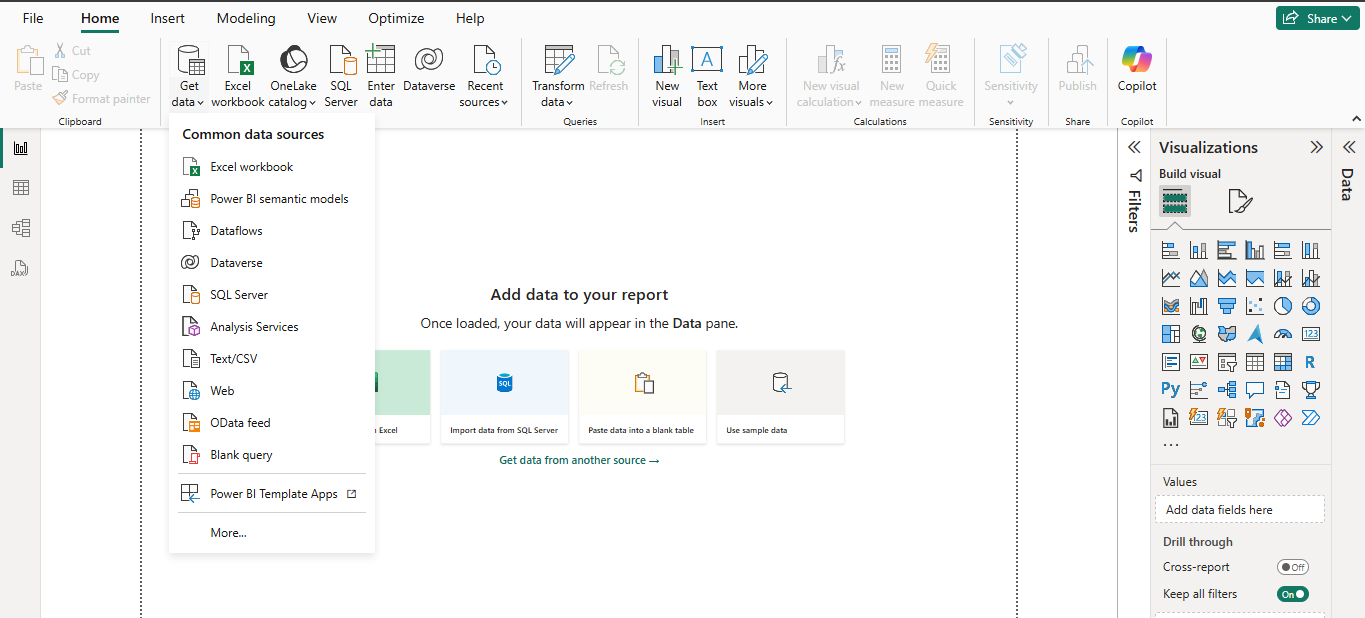 File Home Insert Modeling View Optimize Help
Share
Paste
Cut
Copy
Format painter
Clipboard
Get data
Excel workbook
OneLake catalog
SQL Server
Enter data
Dataverse
Recent sources
Transform data
Refresh
Queries
New visual
Text box
More visuals
Insert
New visual calculation
New measure
Quick measure
Calculations
Sensitivity
Sensitivity
Publish
Share
Copilot
Copilot
Common data sources
Excel workbook
Power BI semantic models
Dataflows
Dataverse
SQL Server
Analysis Services
Text/CSV
Web
OData feed
Blank query
Power BI Template Apps
More...
Add data to your report
Once loaded, your data will appear in the Data pane.
Excel
SQL
Import data from SQL Server
Paste data into a blank table
Use sample data
Get data from another source →
Filters
Visualizations
Build visual
123
R
Py
123
...
Values
Add data fields here
Drill through
Cross-report
Off
Keep all filters
On
Data
DAX